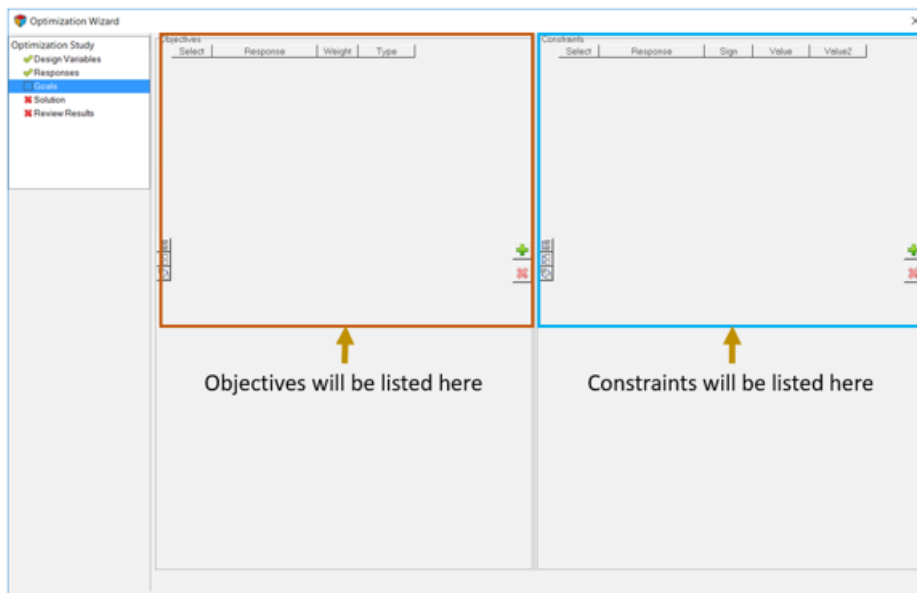 Optimization Wizard
Optimization Study
Design Variables
Responses
Goals
Solution
Review Results
Objectives
Select Response Weight Type
Constraints
Select Response Sign Value Value2
Objectives will be listed here
Constraints will be listed here